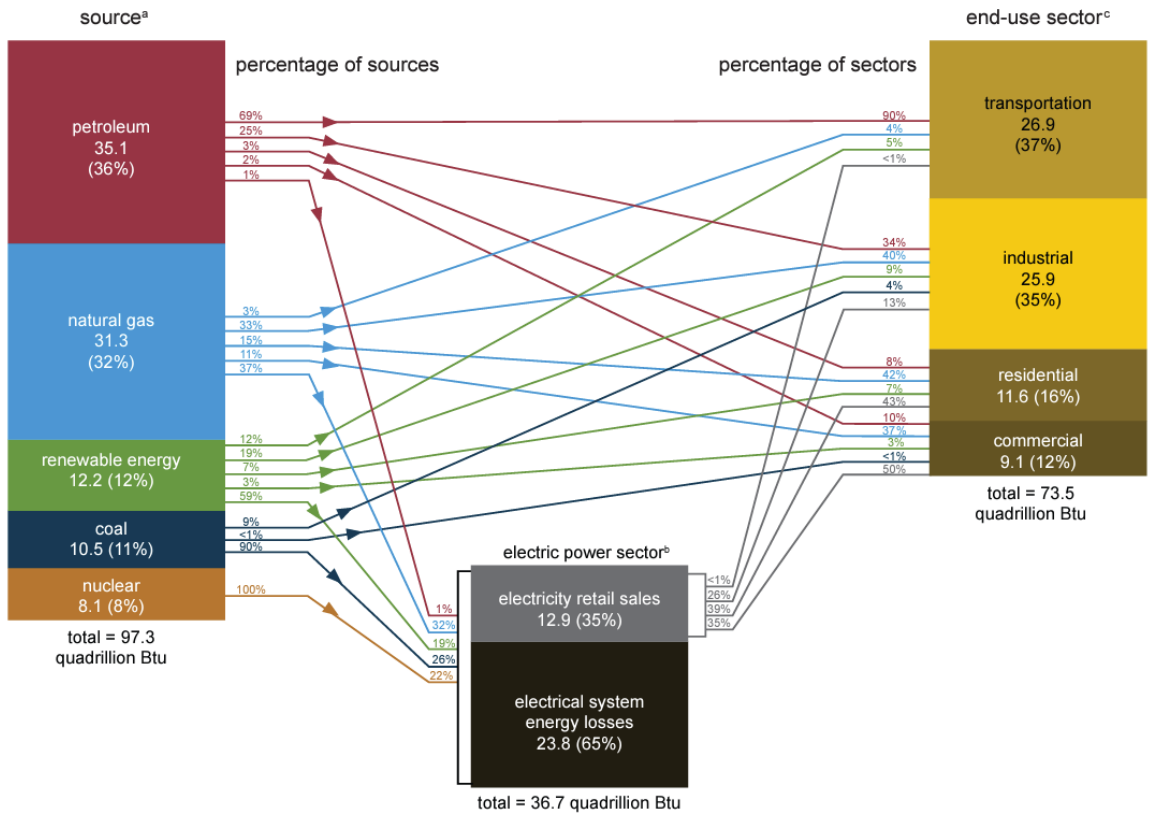 sourceᵃ
end-use sectorᶜ
percentage of sources
percentage of sectors
petroleum
35.1
(36%)
69%
25%
3%
2%
1%
natural gas
31.3
(32%)
3%
33%
15%
11%
37%
renewable energy
12.2 (12%)
12%
19%
7%
3%
59%
coal
10.5 (11%)
9%
<1%
90%
nuclear
8.1 (8%)
100%
total = 97.3
quadrillion Btu
1%
32%
19%
26%
22%
electric power sectorᵇ
electricity retail sales
12.9 (35%)
electrical system
energy losses
23.8 (65%)
total = 36.7 quadrillion Btu
<1%
26%
39%
35%
90%
4%
5%
<1%
transportation
26.9
(37%)
34%
40%
9%
4%
13%
industrial
25.9
(35%)
8%
42%
7%
43%
residential
11.6 (16%)
10%
37%
3%
<1%
50%
commercial
9.1 (12%)
total = 73.5
quadrillion Btu